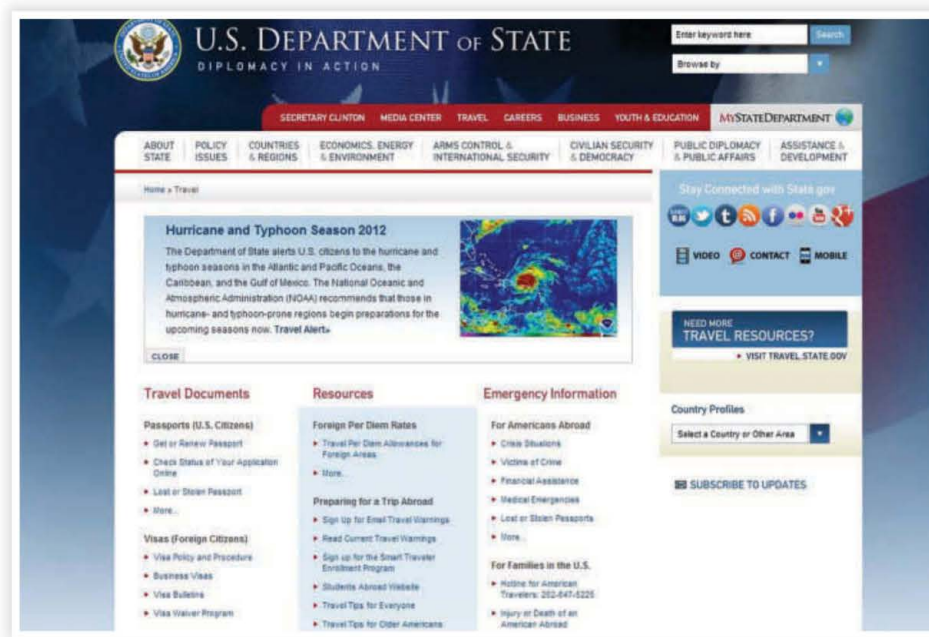 U.S. DEPARTMENT OF STATE
DIPLOMACY IN ACTION
Enter keyword here
Search
Browse by
SECRETARY CLINTON MEDIA CENTER TRAVEL CAREERS BUSINESS YOUTH & EDUCATION MYSTATEDEPARTMENT
ABOUT STATE
POLICY ISSUES
COUNTRIES & REGIONS
ECONOMICS, ENERGY & ENVIRONMENT
ARMS CONTROL & INTERNATIONAL SECURITY
CIVILIAN SECURITY & DEMOCRACY
PUBLIC DIPLOMACY & PUBLIC AFFAIRS
ASSISTANCE & DEVELOPMENT
Home » Travel
Hurricane and Typhoon Season 2012
The Department of State alerts U.S. citizens to the hurricane and
typhoon seasons in the Atlantic and Pacific Oceans, the
Caribbean, and the Gulf of Mexico. The National Oceanic and
Atmospheric Administration (NOAA) recommends that those in
hurricane- and typhoon-prone regions begin preparations for the
upcoming seasons now. Travel Alert»
CLOSE
Travel Documents
Passports (U.S. Citizens)
Get or Renew Passport
Check Status of Your Application
Online
Lost or Stolen Passport
More...
Visas (Foreign Citizens)
Visa Policy and Procedure
Business Visas
Visa Bulletins
Visa Waiver Program
Resources
Foreign Per Diem Rates
Travel Per Diem Allowances for
Foreign Areas
More...
Preparing for a Trip Abroad
Sign Up for Email Travel Warnings
Read Current Travel Warnings
Sign up for the Smart Traveler
Enrollment Program
Students Abroad Website
Travel Tips for Everyone
Travel Tips for Older Americans
Emergency Information
For Americans Abroad
Crisis Situations
Victims of Crime
Financial Assistance
Medical Emergencies
Lost or Stolen Passports
More...
For Families in the U.S.
Hotline for American
Travelers: 202-647-5225
Injury or Death of an
American Abroad
Stay Connected with State.gov
VIDEO CONTACT MOBILE
NEED MORE
TRAVEL RESOURCES?
VISIT TRAVEL.STATE.GOV
Country Profiles
Select a Country or Other Area
SUBSCRIBE TO UPDATES